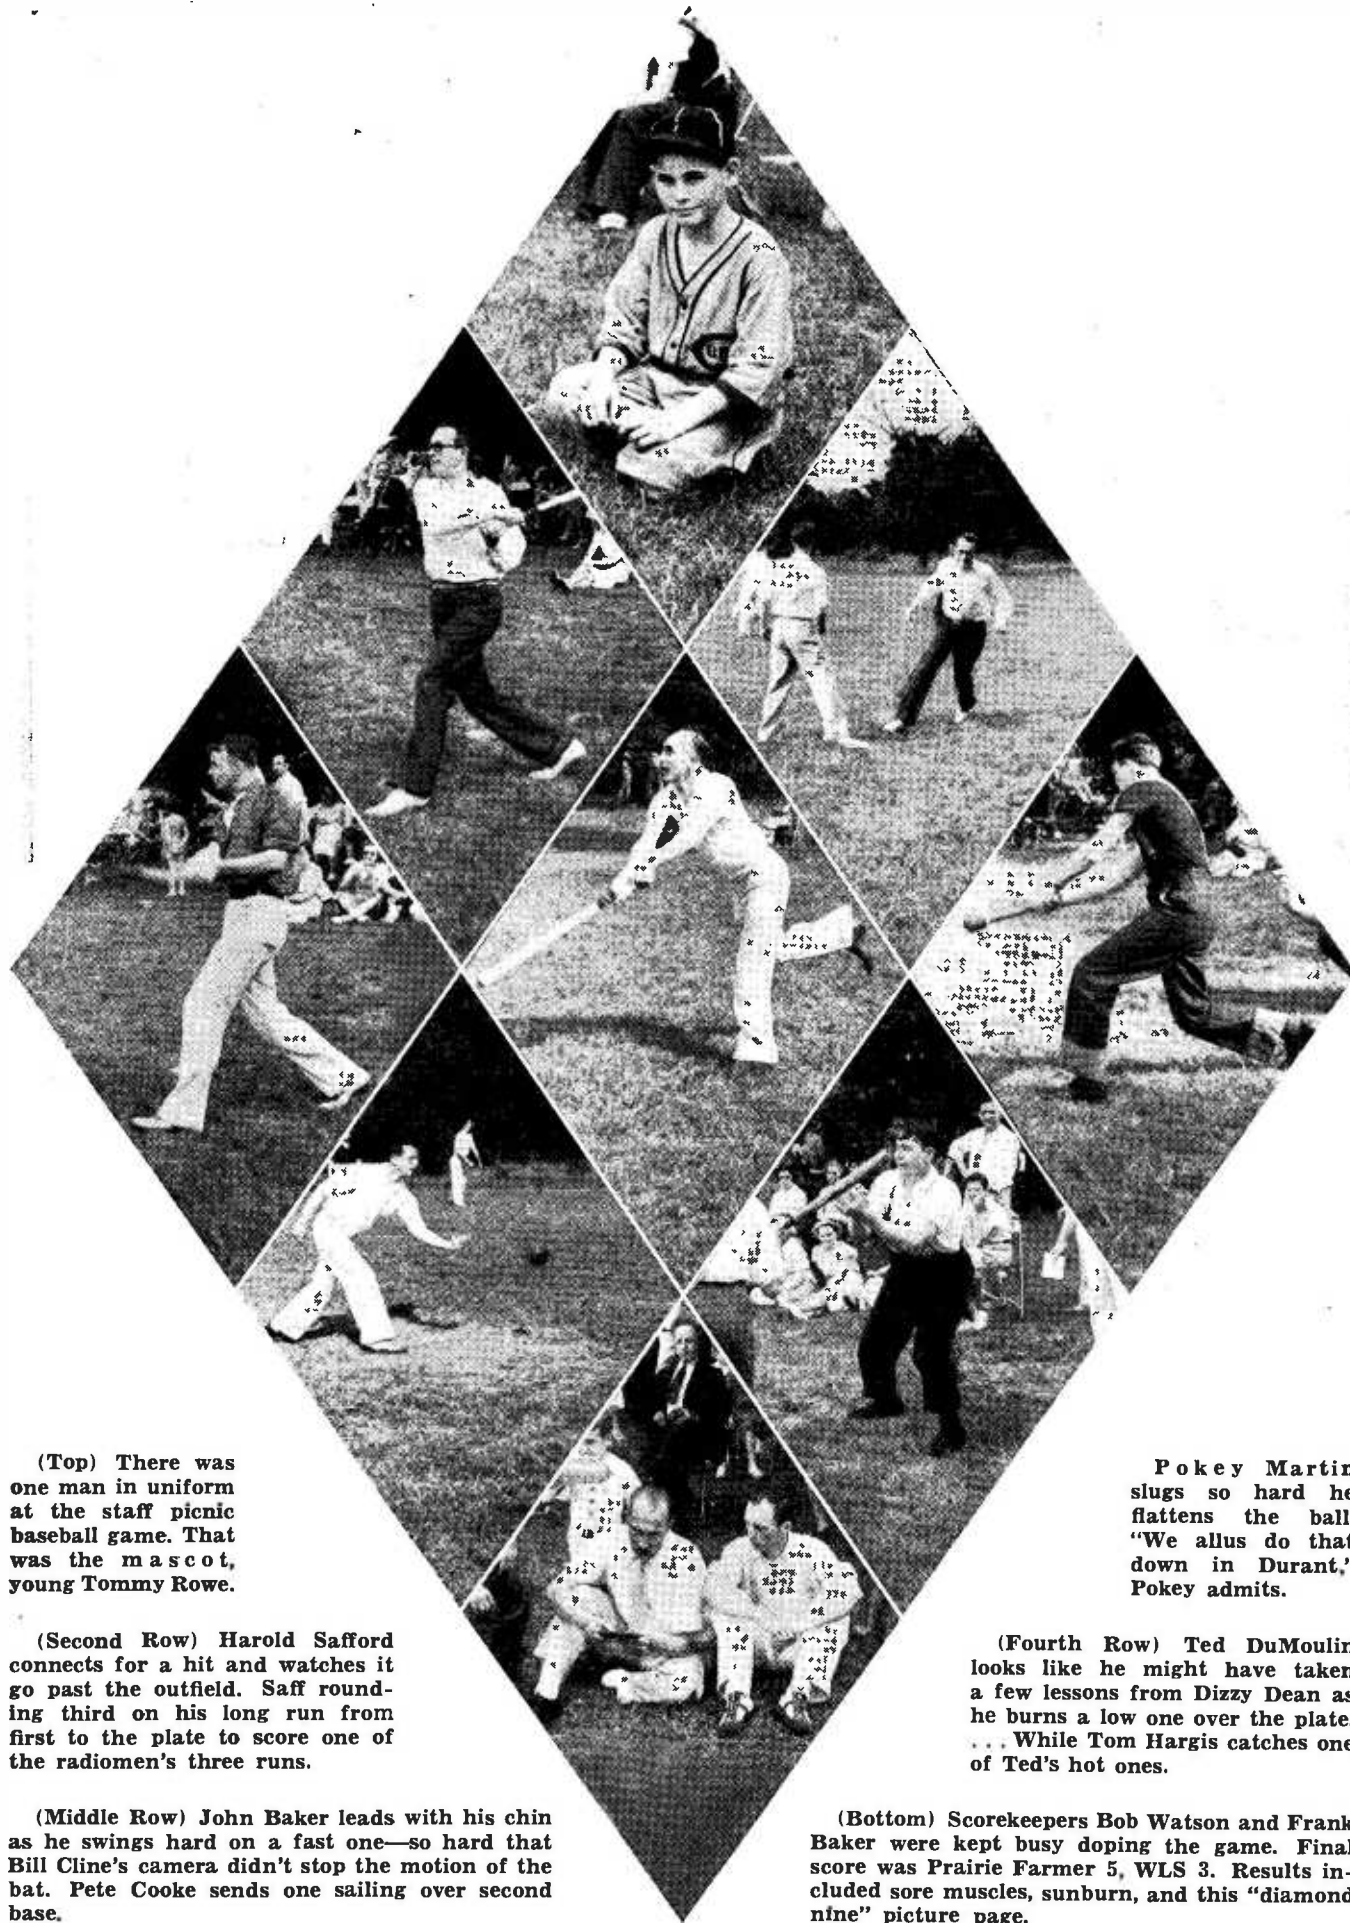 (Top) There was
one man in uniform
at the staff picnic
baseball game. That
was the mascot,
young Tommy Rowe.
(Second Row) Harold Safford
connects for a hit and watches it
go past the outfield. Saff round-
ing third on his long run from
first to the plate to score one of
the radiomen's three runs.
(Middle Row) John Baker leads with his chin
as he swings hard on a fast one—so hard that
Bill Cline's camera didn't stop the motion of the
bat. Pete Cooke sends one sailing over second
base.
Pokey Martin
slugs so hard he
flattens the ball.
"We allus do that
down in Durant,"
Pokey admits.
(Fourth Row) Ted DuMoulin
looks like he might have taken
a few lessons from Dizzy Dean as
he burns a low one over the plate.
... While Tom Hargis catches one
of Ted's hot ones.
(Bottom) Scorekeepers Bob Watson and Frank
Baker were kept busy doping the game. Final
score was Prairie Farmer 5, WLS 3. Results in-
cluded sore muscles, sunburn, and this "diamond
nine" picture page.